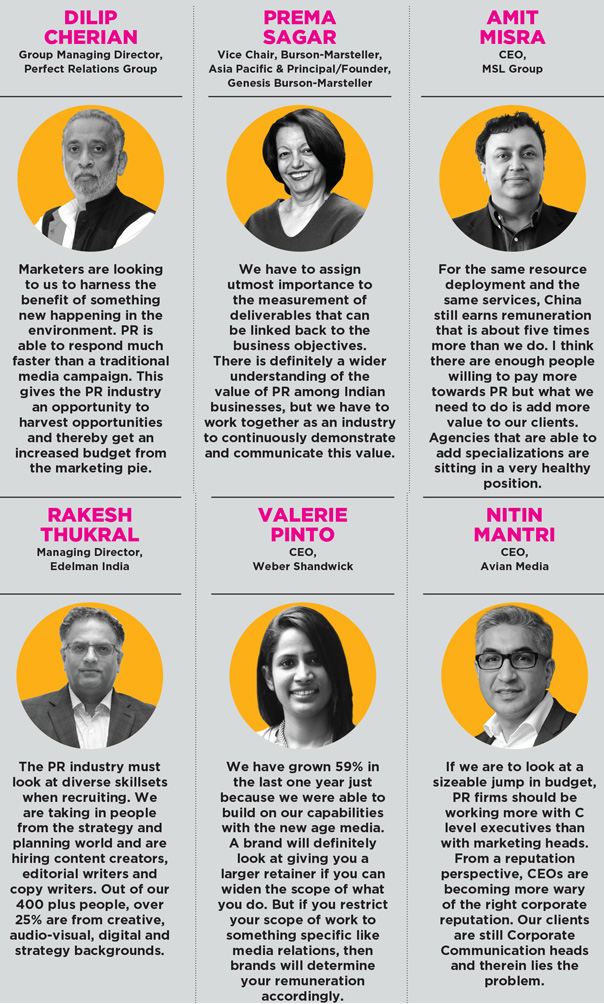 DILIP
CHERIAN
Group Managing Director,
Perfect Relations Group
Marketers are looking
to us to harness the
benefit of something
new happening in the
environment. PR is
able to respond much
faster than a traditional
media campaign. This
gives the PR industry
an opportunity to
harvest opportunities
and thereby get an
increased budget from
the marketing pie.
PREMA
SAGAR
Vice Chair, Burson-Marsteller,
Asia Pacific & Principal/Founder,
Genesis Burson-Marsteller
We have to assign
utmost importance to
the measurement of
deliverables that can
be linked back to the
business objectives.
There is definitely a wider
understanding of the
value of PR among Indian
businesses, but we have to
work together as an industry
to continuously demonstrate
and communicate this value.
AMIT
MISRA
CEO,
MSL Group
For the same resource
deployment and the
same services, China
still earns remuneration
that is about five times
more than we do. I think
there are enough people
willing to pay more
towards PR but what we
need to do is add more
value to our clients.
Agencies that are able to
add specializations are
sitting in a very healthy
position.
RAKESH
THUKRAL
Managing Director,
Edelman India
The PR industry must
look at diverse skillsets
when recruiting. We
are taking in people
from the strategy and
planning world and are
hiring content creators,
editorial writers and
copy writers. Out of our
400 plus people, over
25% are from creative,
audio-visual, digital and
strategy backgrounds.
VALERIE
PINTO
CEO,
Weber Shandwick
We have grown 59% in
the last one year just
because we were able to
build on our capabilities
with the new age media.
A brand will definitely
look at giving you a
larger retainer if you can
widen the scope of what
you do. But if you restrict
your scope of work to
something specific like
media relations, then
brands will determine
your remuneration
accordingly.
NITIN
MANTRI
CEO,
Avian Media
If we are to look at a
sizeable jump in budget,
PR firms should be
working more with C
level executives than
with marketing heads.
From a reputation
perspective, CEOs are
becoming more wary
of the right corporate
reputation. Our clients
are still Corporate
Communication heads
and therein lies the
problem.